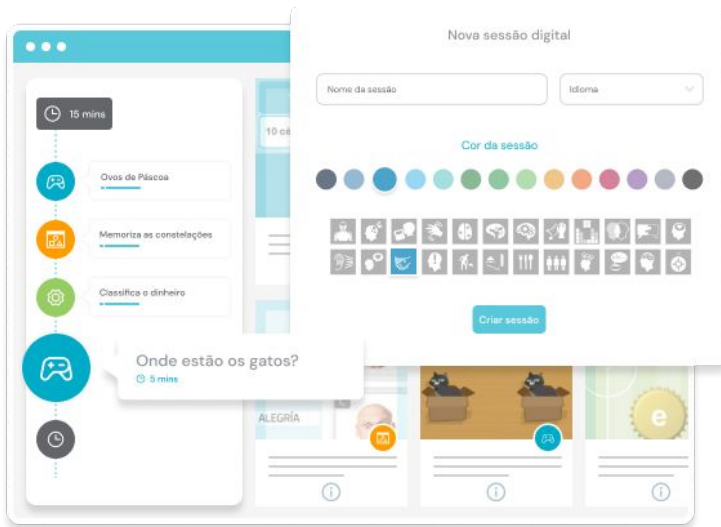 Nova sessão digital
Nome da sessão
Idioma
Cor da sessão
Criar sessão
15 mins
Ovos de Páscoa
Memoriza as constelações
Classifica o dinheiro
Onde estão os gatos?
5 mins
10
ALEGRÍA
e